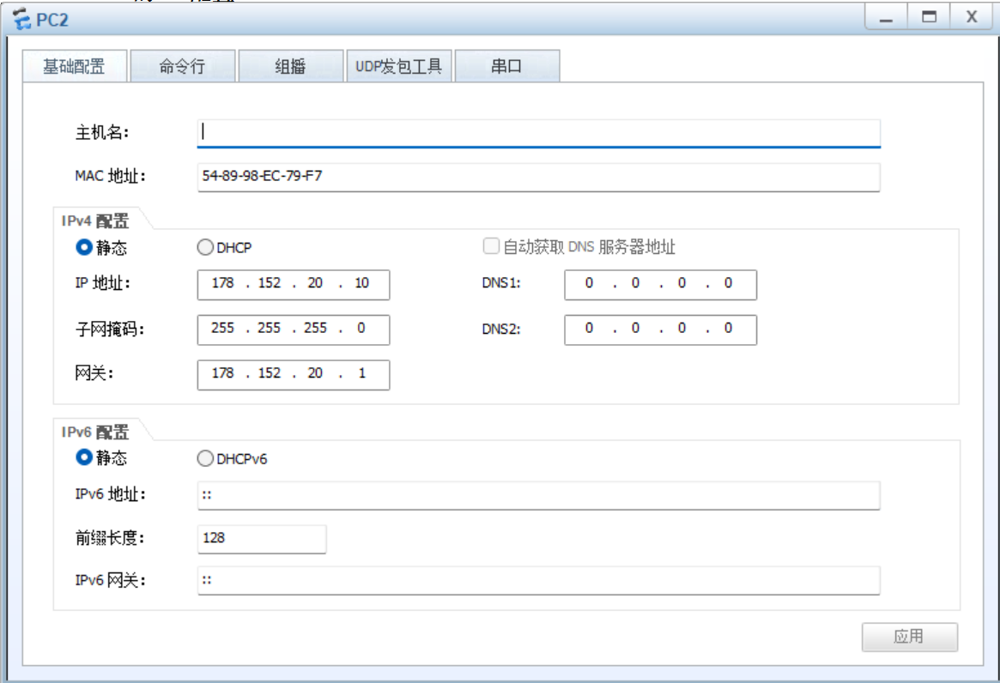 PC2
基础配置 命令行 组播 UDP发包工具 串口
主机名:
MAC 地址: 54-89-98-EC-79-F7
IPv4 配置
静态 DHCP 自动获取 DNS 服务器地址
IP 地址: 178 . 152 . 20 . 10 DNS1: 0 . 0 . 0 . 0
子网掩码: 255 . 255 . 255 . 0 DNS2: 0 . 0 . 0 . 0
网关: 178 . 152 . 20 . 1
IPv6 配置
静态 DHCPv6
IPv6 地址: ::
前缀长度: 128
IPv6 网关: ::
应用